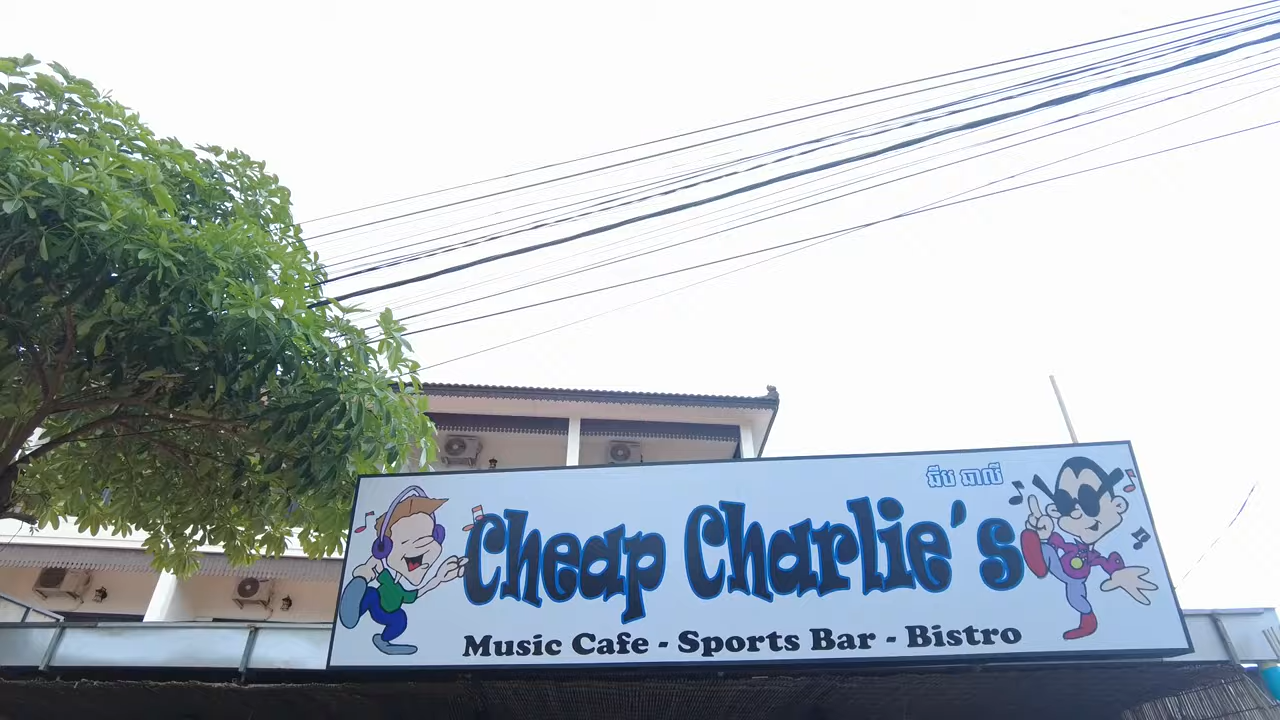 ឆីប ឆាលី
Cheap Charlie's
Music Cafe - Sports Bar - Bistro